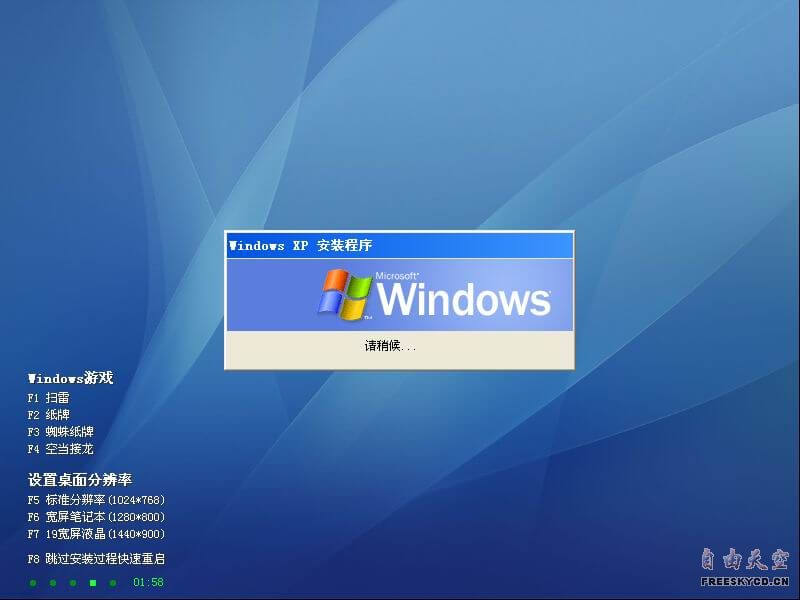 Windows XP 安装程序
Microsoft®
Windows
TM
请稍候...
Windows游戏
F1 扫雷
F2 纸牌
F3 蜘蛛纸牌
F4 空当接龙
设置桌面分辨率
F5 标准分辨率(1024*768)
F6 宽屏笔记本(1280*800)
F7 19宽屏液晶(1440*900)
F8 跳过安装过程快速重启
01:58
自由天空
FREESKYCD.CN